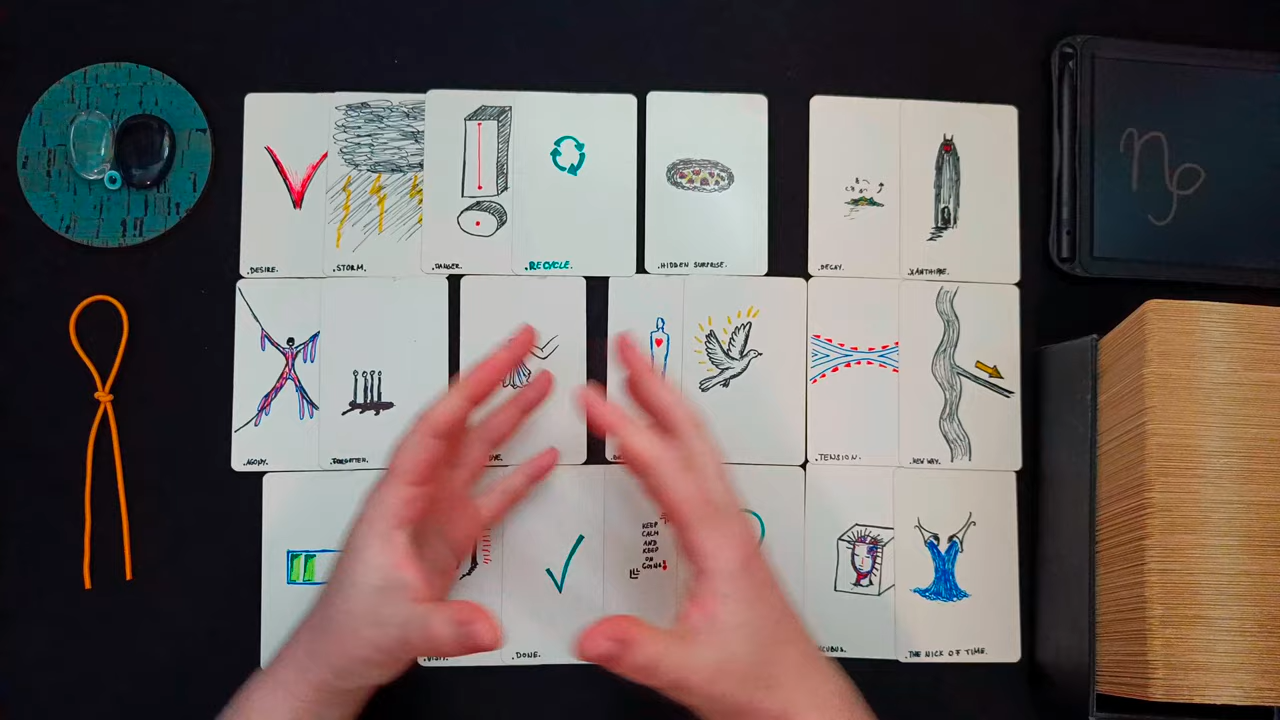 .DESIRE.
.STORM.
.DANGER.
.RECYCLE.
.HIDDEN SURPRISE.
.DECAY.
.XANTHIPPE.
.AGONY.
.FORGOTTEN.
.TENSION.
.NEW WAY.
KEEP
CALM
AND
KEEP
ON
GOING
.DONE.
.THE NICK OF TIME.